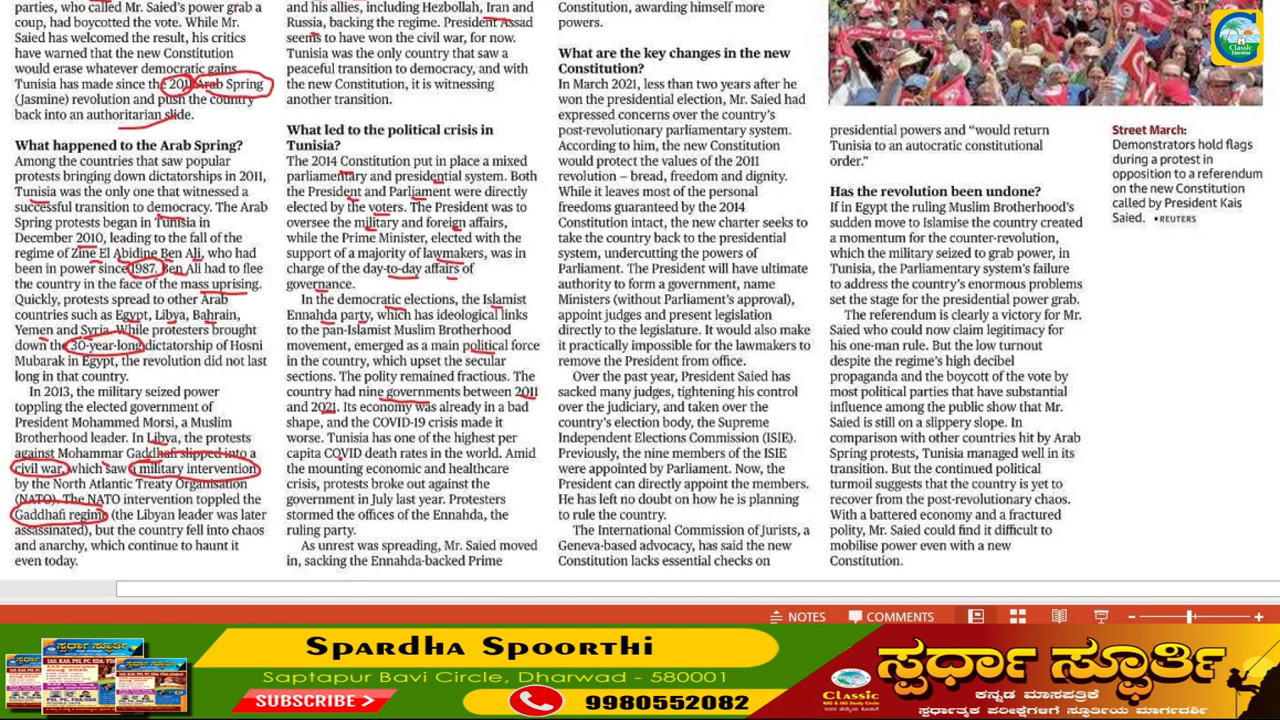 parties, who called Mr. Saied's power grab a
coup, had boycotted the vote. While Mr.
Saied has welcomed the result, his critics
have warned that the new Constitution
would erase whatever democratic gains
Tunisia has made since the 2011 Arab Spring
(Jasmine) revolution and push the country
back into an authoritarian slide.
What happened to the Arab Spring?
Among the countries that saw popular
protests bringing down dictatorships in 2011,
Tunisia was the only one that witnessed a
successful transition to democracy. The Arab
Spring protests began in Tunisia in
December 2010, leading to the fall of the
regime of Zine El Abidine Ben Ali, who had
been in power since 1987. Ben Ali had to flee
the country in the face of the mass uprising.
Quickly, protests spread to other Arab
countries such as Egypt, Libya, Bahrain,
Yemen and Syria. While protests brought
down the 30-year-long dictatorship of Hosni
Mubarak in Egypt, the revolution did not last
long in that country.
In 2013, the military seized power
toppling the elected government of
President Mohammed Morsi, a Muslim
Brotherhood leader. In Libya, the protests
against Mohammar Gaddhafi slipped into a
civil war, which saw a military intervention
by the North Atlantic Treaty Organisation
(NATO). The NATO intervention toppled the
Gaddhafi regime (the Libyan leader was later
assassinated), but the country fell into chaos
and anarchy, which continue to haunt it
even today.
and his allies, including Hezbollah, Iran and
Russia, backing the regime. President Assad
seems to have won the civil war, for now.
Tunisia was the only country that saw a
peaceful transition to democracy, and with
the new Constitution, it is witnessing
another transition.
What led to the political crisis in
Tunisia?
The 2014 Constitution put in place a mixed
parliamentary and presidential system. Both
the President and Parliament were directly
elected by the voters. The President was to
oversee the military and foreign affairs,
while the Prime Minister, elected with the
support of a majority of lawmakers, was in
charge of the day-to-day affairs of
governance.
In the democratic elections, the Islamist
Ennahda party, which has ideological links
to the pan-Islamist Muslim Brotherhood
movement, emerged as a main political force
in the country, which upset the secular
sections. The polity remained fractious. The
country had nine governments between 2011
and 2021. Its economy was already in a bad
shape, and the COVID-19 crisis made it
worse. Tunisia has one of the highest per
capita COVID death rates in the world. Amid
the mounting economic and healthcare
crisis, protests broke out against the
government in July last year. Protesters
stormed the offices of the Ennahda, the
ruling party.
As unrest was spreading, Mr. Saied moved
in, sacking the Ennahda-backed Prime
Constitution, awarding himself more
powers.
What are the key changes in the new
Constitution?
In March 2021, less than two years after he
won the presidential election, Mr. Saied had
expressed concerns over the country's
post-revolutionary parliamentary system.
According to him, the new Constitution
would protect the values of the 2011
revolution – bread, freedom and dignity.
While it leaves most of the personal
freedoms guaranteed by the 2014
Constitution intact, the new charter seeks to
take the country back to the presidential
system, undercutting the powers of
Parliament. The President will have ultimate
authority to form a government, name
Ministers (without Parliament's approval),
appoint judges and present legislation
directly to the legislature. It would also make
it practically impossible for the lawmakers to
remove the President from office.
Over the past year, President Saied has
sacked many judges, tightening his control
over the judiciary, and taken over the
country's election body, the Supreme
Independent Elections Commission (ISIE).
Previously, the nine members of the ISIE
were appointed by Parliament. Now, the
President can directly appoint the members.
He has left no doubt on how he is planning
to rule the country.
The International Commission of Jurists, a
Geneva-based advocacy, has said the new
Constitution lacks essential checks on
presidential powers and “would return
Tunisia to an autocratic constitutional
order.”
Has the revolution been undone?
If in Egypt the ruling Muslim Brotherhood's
sudden move to Islamise the country created
a momentum for the counter-revolution,
which the military seized to grab power, in
Tunisia, the Parliamentary system's failure
to address the country's enormous problems
set the stage for the presidential power grab.
The referendum is clearly a victory for Mr.
Saied who could now claim legitimacy for
his one-man rule. But the low turnout
despite the regime's high decibel
propaganda and the boycott of the vote by
most political parties that have substantial
influence among the public show that Mr.
Saied is still on a slippery slope. In
comparison with other countries hit by Arab
Spring protests, Tunisia managed well in its
transition. But the continued political
turmoil suggests that the country is yet to
recover from the post-revolutionary chaos.
With a battered economy and a fractured
polity, Mr. Saied could find it difficult to
mobilise power even with a new
Constitution.
Street March:
Demonstrators hold flags
during a protest in
opposition to a referendum
on the new Constitution
called by President Kais
Saied. • REUTERS
Classic
Education
NOTES COMMENTS
Spardha Spoorthi
Saptapur Bavi Circle, Dharwad - 580001
SUBSCRIBE 9980552082
ಸ್ಪರ್ಧಾ ಸ್ಫೂರ್ತಿ
ಕನ್ನಡ ಮಾಸಪತ್ರಿಕೆ
ಸ್ಪರ್ಧಾತ್ಮಕ ಪರೀಕ್ಷೆಗಳಿಗೆ ಸ್ಫೂರ್ತಿಯ ಮಾರ್ಗದರ್ಶಿ
Classic
KAS & IAS Study Circle